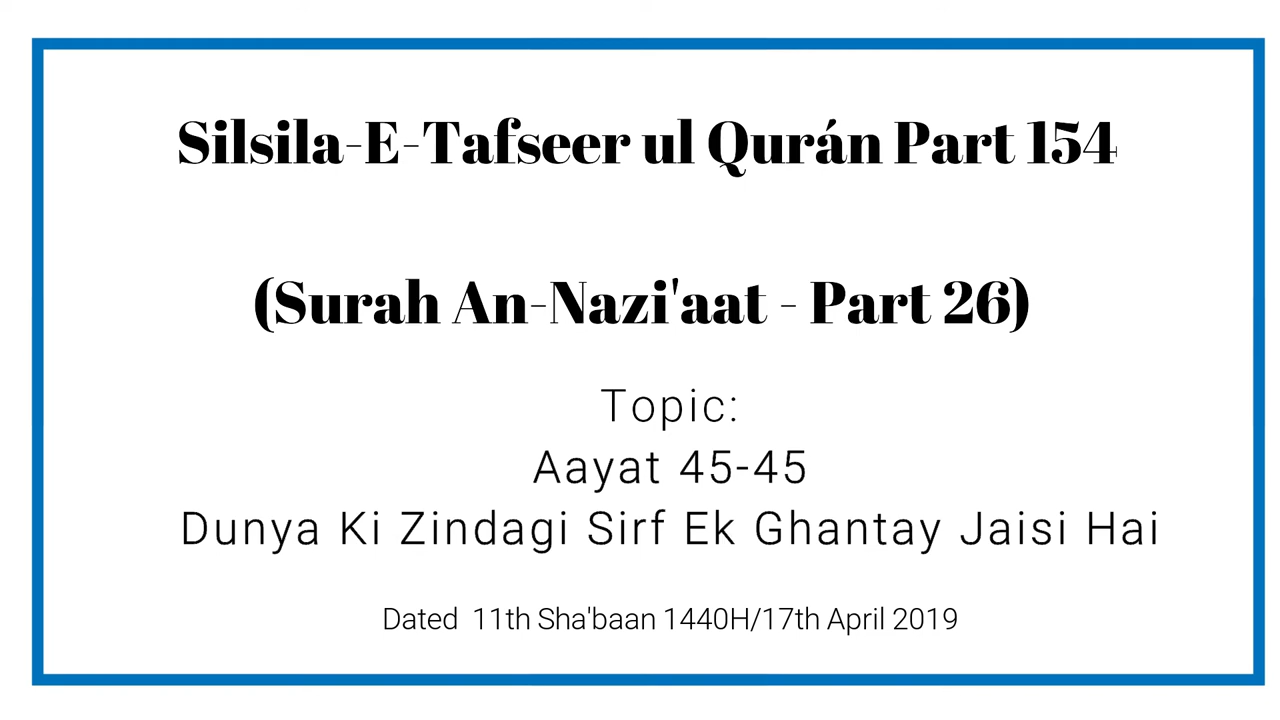 Silsila-E-Tafseer ul Qurán Part 154
(Surah An-Nazi'aat - Part 26)
Topic:
Aayat 45-45
Dunya Ki Zindagi Sirf Ek Ghantay Jaisi Hai
Dated 11th Sha'baan 1440H/17th April 2019